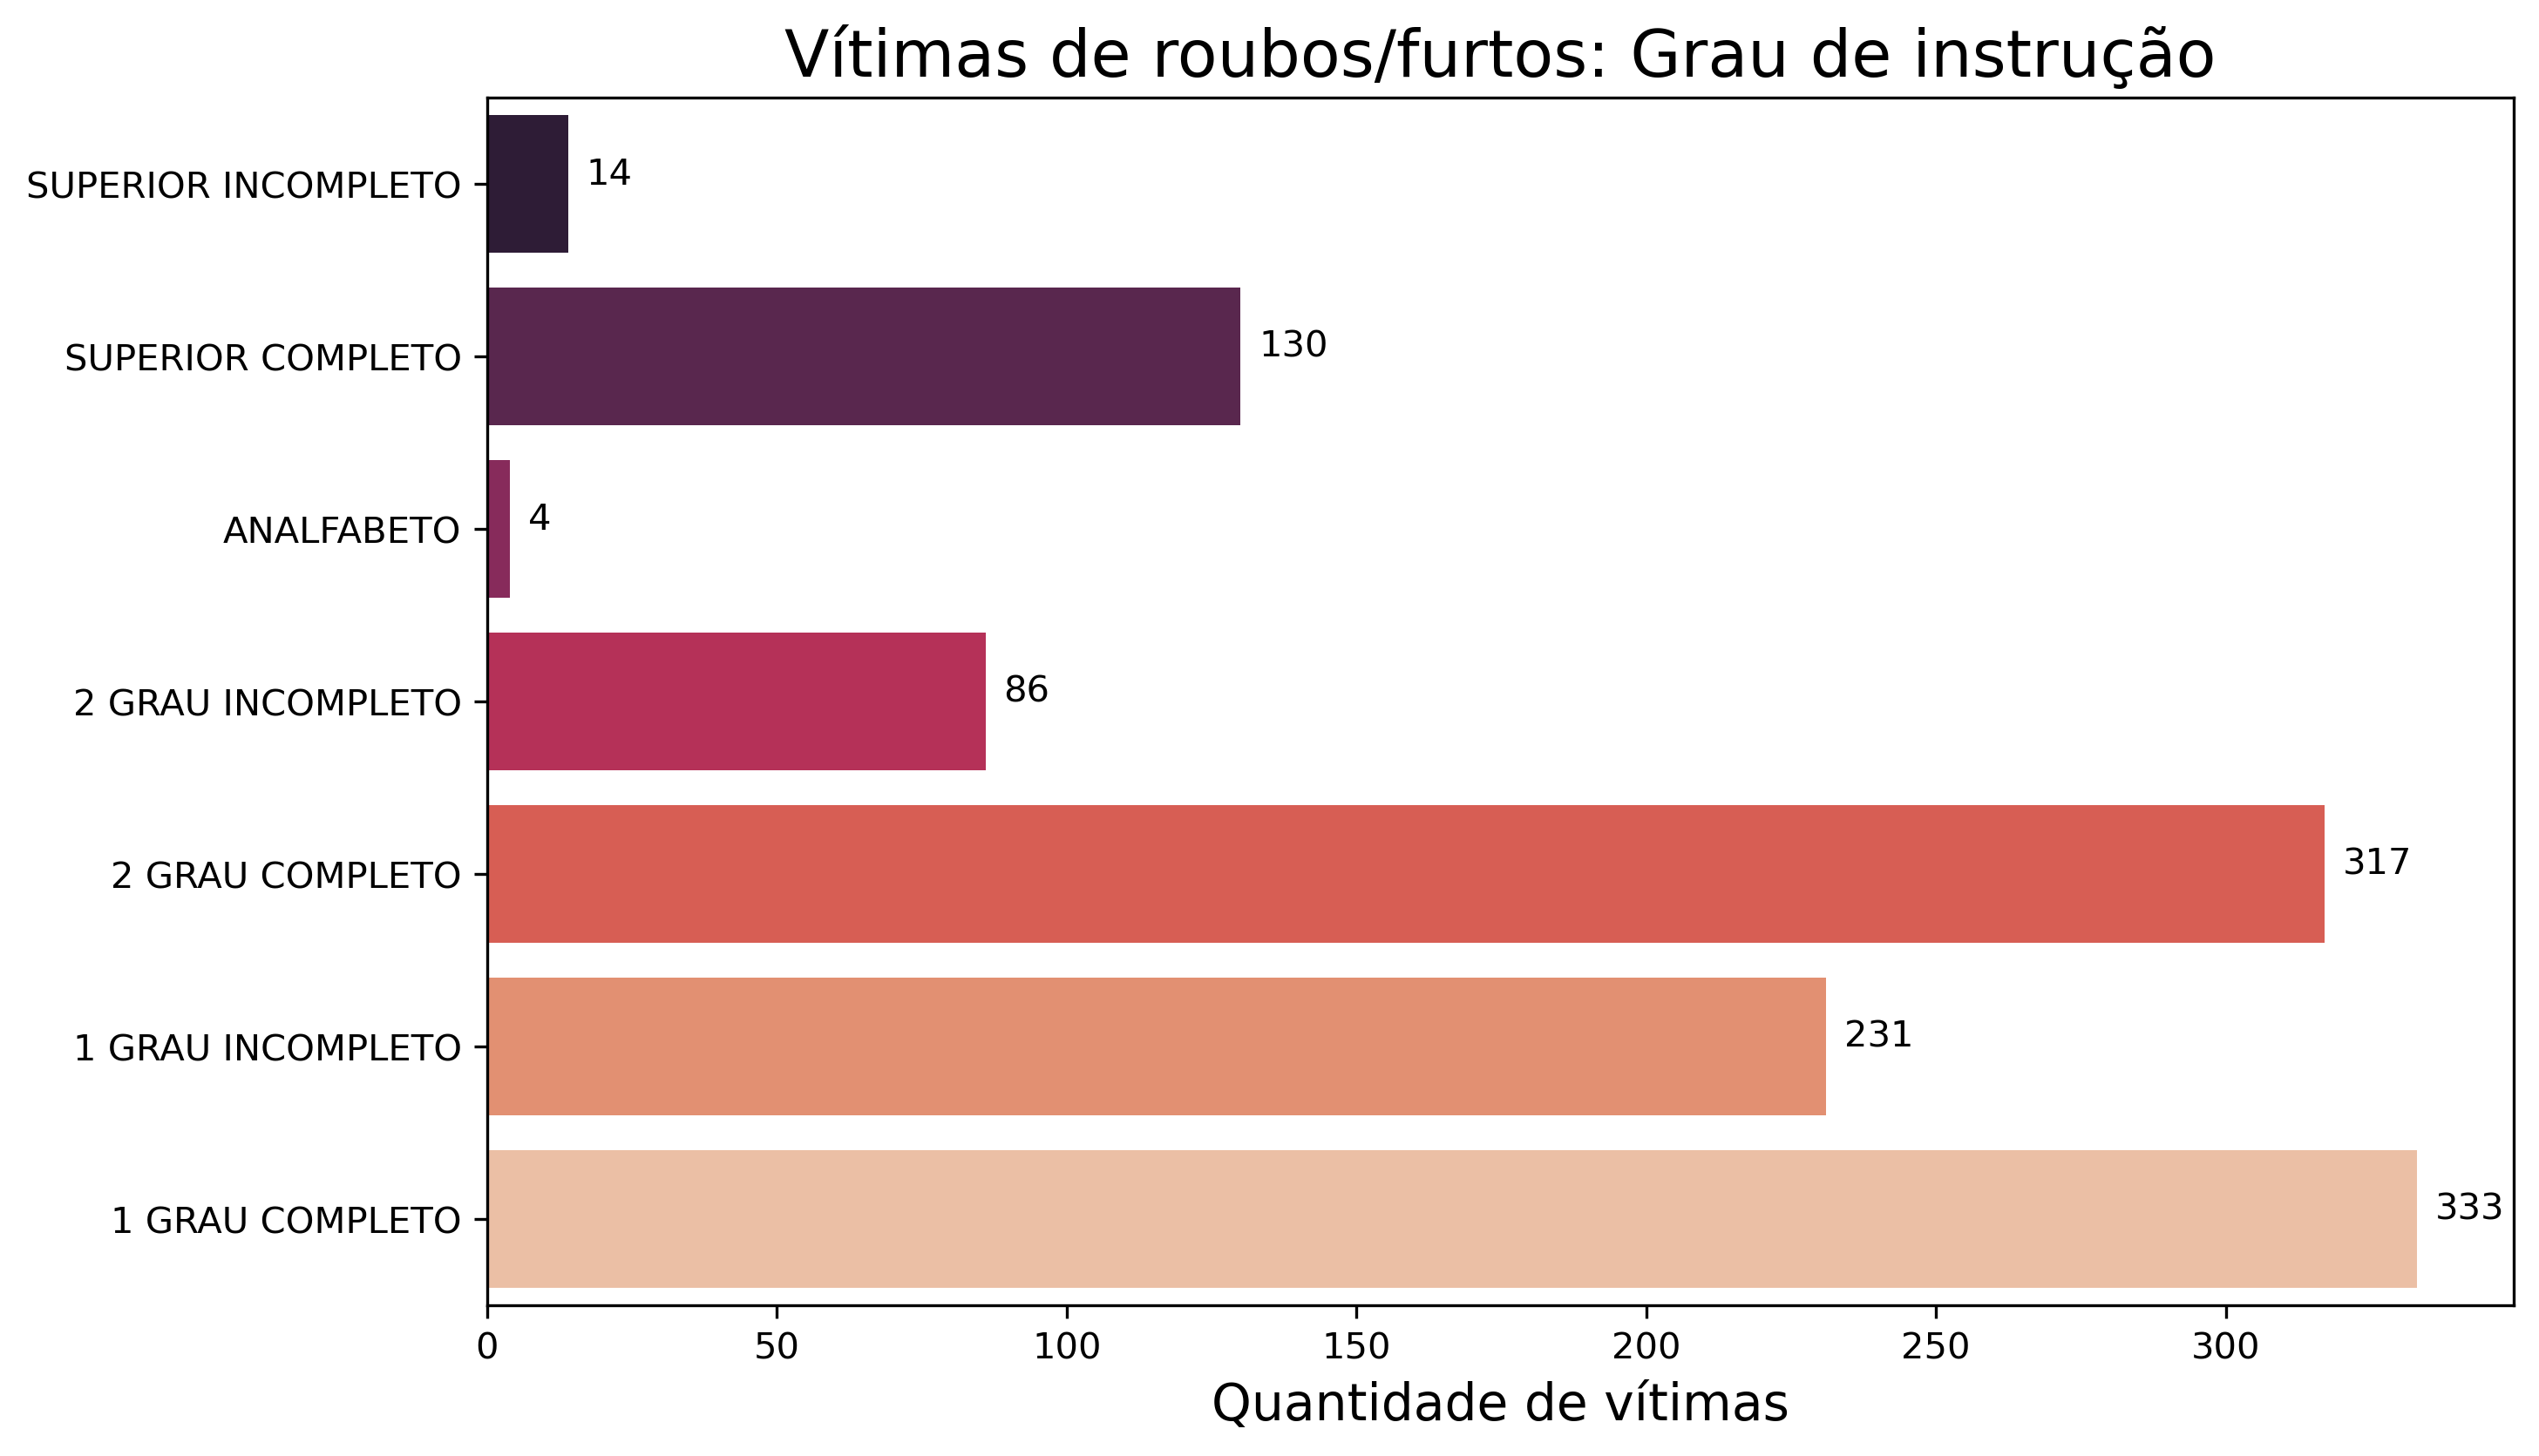 Vítimas de roubos/furtos: Grau de instrução
SUPERIOR INCOMPLETO
14
SUPERIOR COMPLETO
130
ANALFABETO
4
2 GRAU INCOMPLETO
86
2 GRAU COMPLETO
317
1 GRAU INCOMPLETO
231
1 GRAU COMPLETO
333
0 50 100 150 200 250 300
Quantidade de vítimas